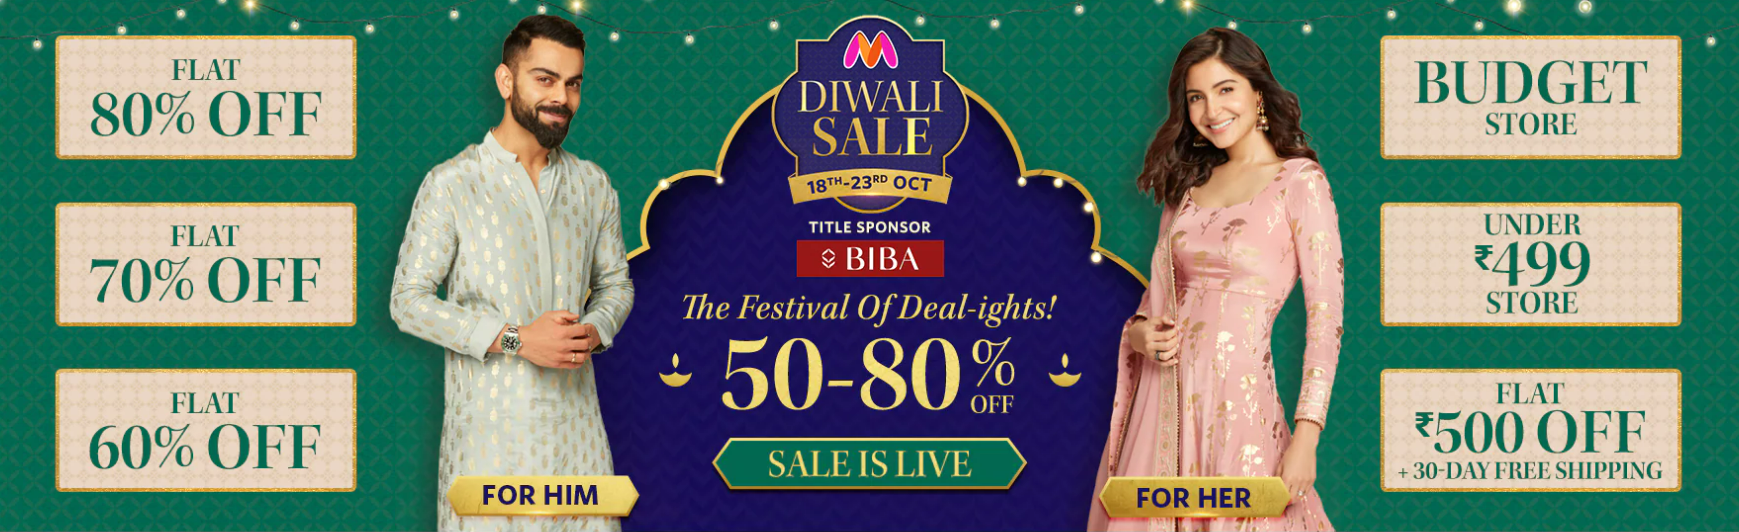 FLAT
80% OFF
FLAT
70% OFF
FLAT
60% OFF
FOR HIM
DIWALI
SALE
18TH-23RD OCT
TITLE SPONSOR
BIBA
The Festival Of Deal-ights!
50-80%
OFF
SALE IS LIVE
FOR HER
BUDGET
STORE
UNDER
₹499
STORE
FLAT
₹500 OFF
+ 30-DAY FREE SHIPPING